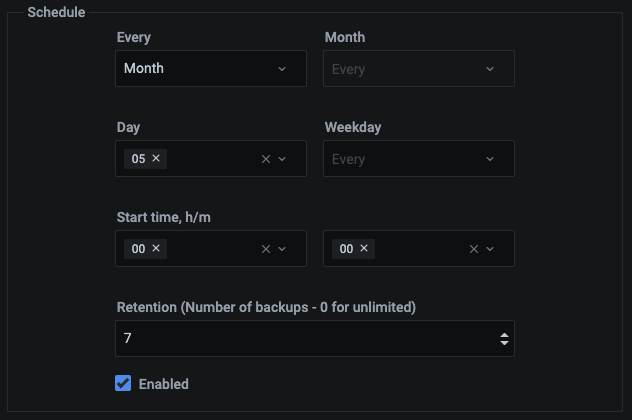 Schedule
Every Month
Month Every
Day Weekday
05 Every
Start time, h/m
00 00
Retention (Number of backups - 0 for unlimited)
7
Enabled